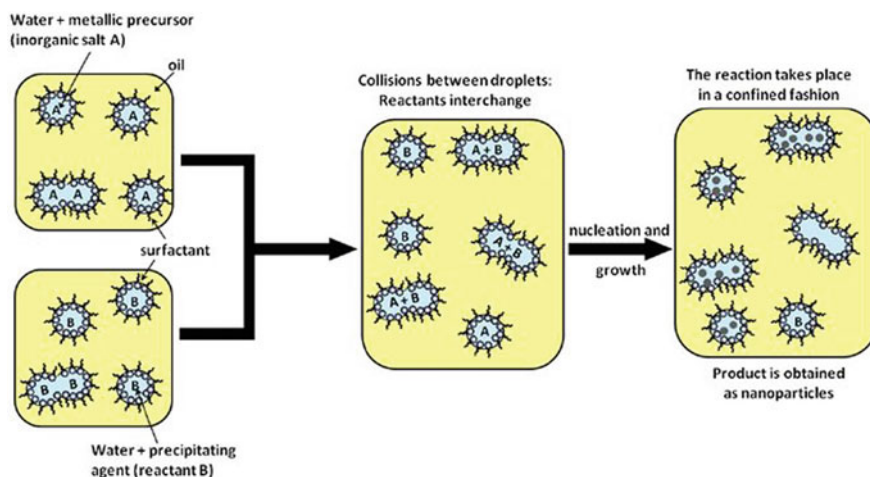 Water + metallic precursor
(inorganic salt A)
oil
A
A
A A
A
surfactant
B
B
B B
B
Water + precipitating
agent (reactant B)
Collisions between droplets:
Reactants interchange
B
A + B
B
A + B
A + B
A
nucleation and
growth
The reaction takes place
in a confined fashion
B
Product is obtained
as nanoparticles